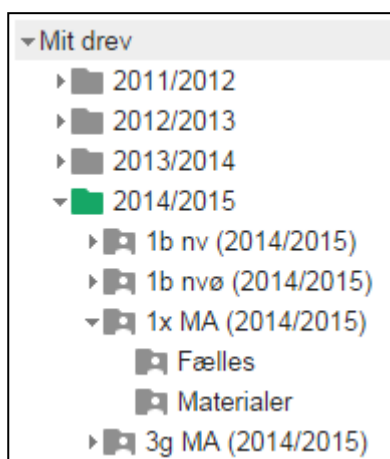 Mit drev
2011/2012
2012/2013
2013/2014
2014/2015
1b nv (2014/2015)
1b nvø (2014/2015)
1x MA (2014/2015)
Fælles
Materialer
3g MA (2014/2015)